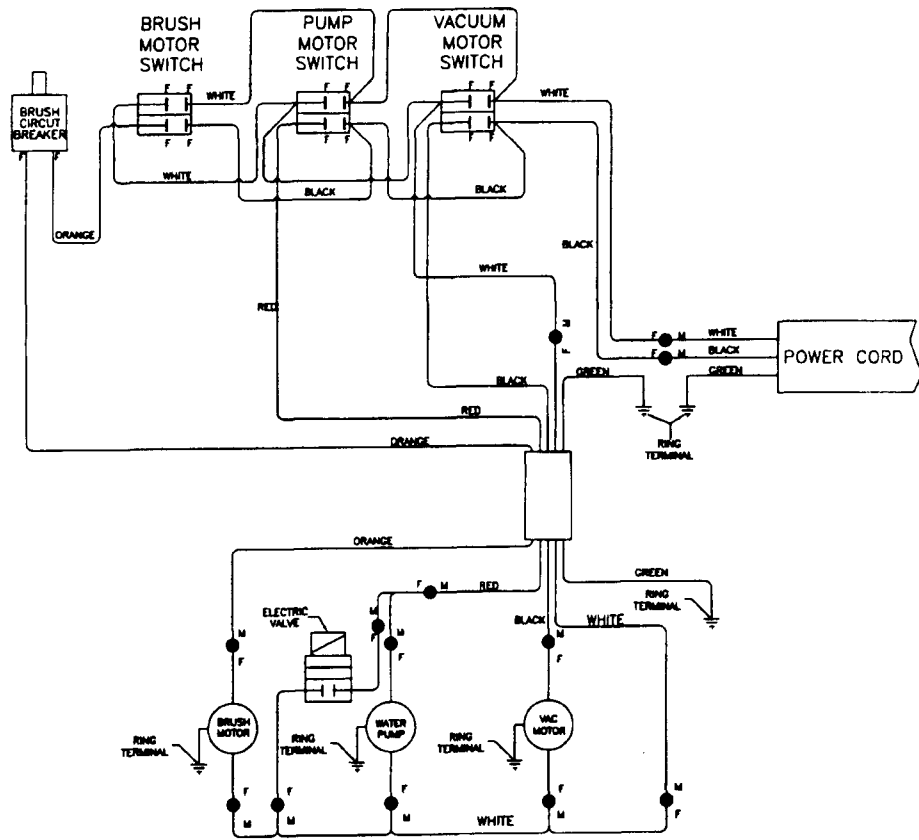 BRUSH
MOTOR
SWITCH
PUMP
MOTOR
SWITCH
VACUUM
MOTOR
SWITCH
BRUSH
CIRCUT
BREAKER
F F
F F
F F
F F
F F
F F
F F
WHITE
WHITE
WHITE
BLACK
BLACK
ORANGE
BLACK
WHITE
RED
M
F
F M WHITE
F M BLACK
GREEN
GREEN
POWER CORD
BLACK
RED
RING
TERMINAL
ORANGE
ORANGE
F M RED
GREEN
RING
TERMINAL
ELECTRIC
VALVE
BLACK
WHITE
M
F
M
F
M
F
M
F
BRUSH
MOTOR
WATER
PUMP
VAC
MOTOR
RING
TERMINAL
RING
TERMINAL
RING
TERMINAL
F
M
F
M
F
M
F
M
M
F
WHITE